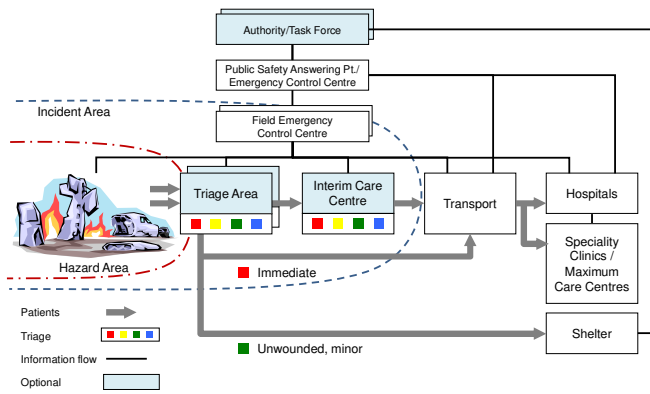 Authority/Task Force
Public Safety Answering Pt./
Emergency Control Centre
Incident Area
Field Emergency
Control Centre
Triage Area
Interim Care
Centre
Transport
Hospitals
Speciality
Clinics /
Maximum
Care Centres
Hazard Area
Immediate
Patients
Triage
Shelter
Information flow
Unwounded, minor
Optional